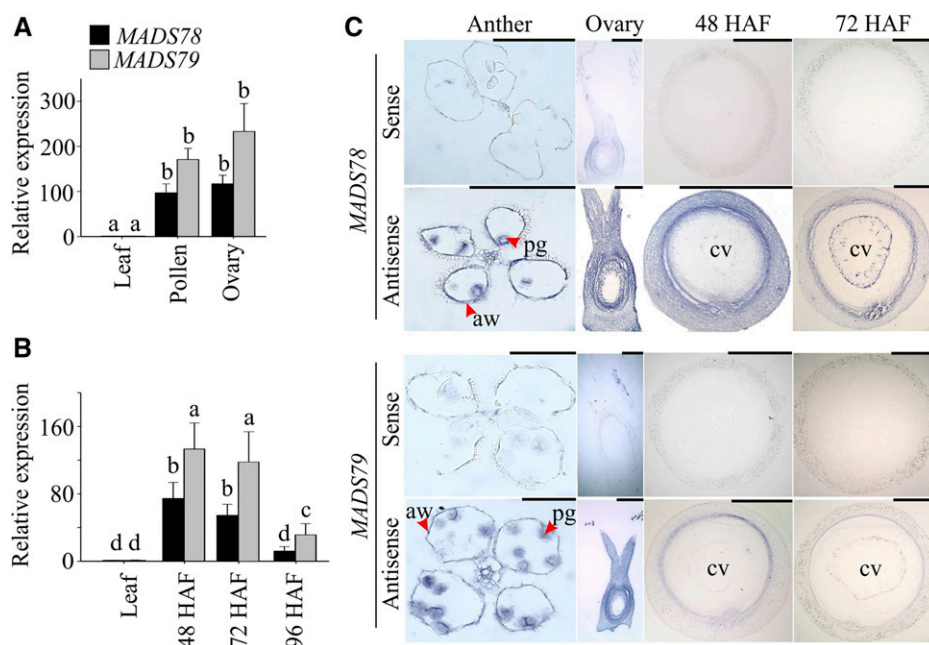 A
MADS78
MADS79
Relative expression
300
200
100
0
b
b
b
b
a a
Leaf
Pollen
Ovary
B
Relative expression
160
80
0
a
b
a
b
c
d
d d
Leaf
48 HAF
72 HAF
96 HAF
C
Anther Ovary 48 HAF 72 HAF
MADS78
Sense
Antisense
pg
aw
cv
cv
MADS79
Sense
Antisense
aw
pg
cv
cv